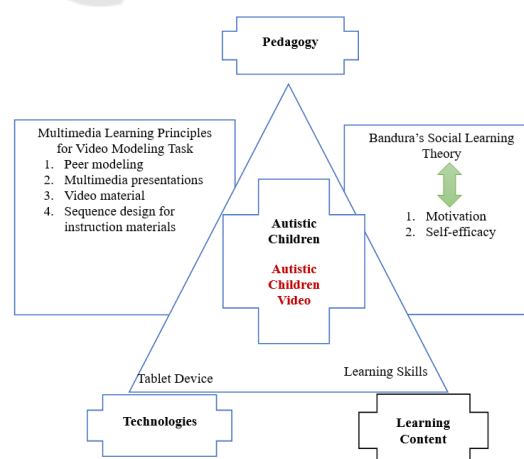 Pedagogy
Multimedia Learning Principles
for Video Modeling Task
1. Peer modeling
2. Multimedia presentations
3. Video material
4. Sequence design for
instruction materials
Bandura's Social Learning
Theory
1. Motivation
2. Self-efficacy
Autistic
Children
Autistic
Children
Video
Tablet Device
Learning Skills
Technologies
Learning
Content